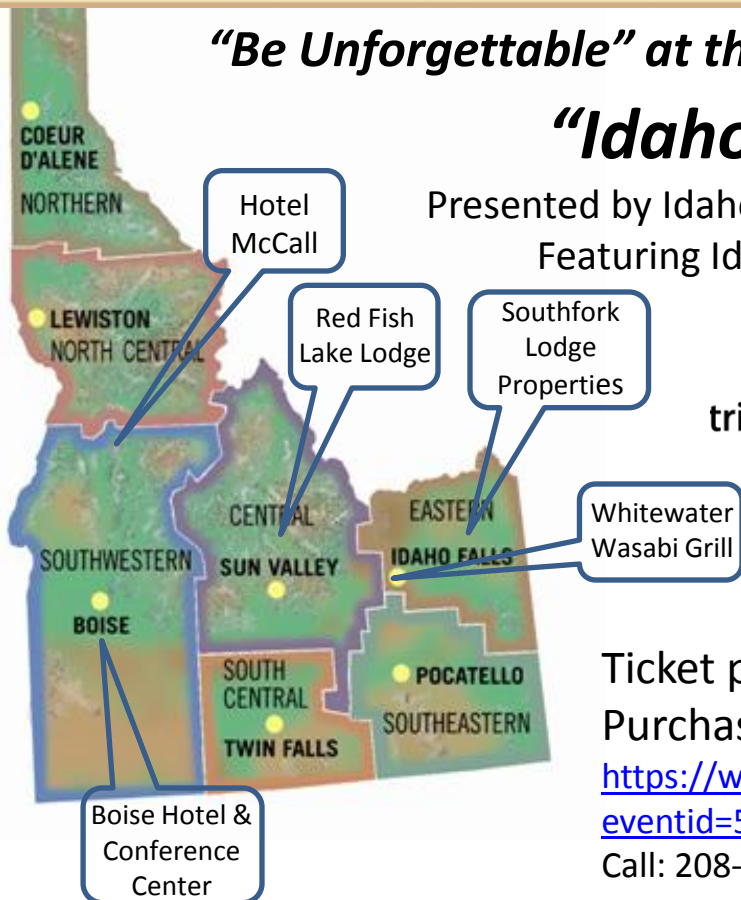 “Be Unforgettable” at th
“Idaho
Presented by Idaho
Featuring Id
COEUR
D'ALENE
NORTHERN
Hotel
McCall
LEWISTON
NORTH CENTRAL
Red Fish
Lake Lodge
Southfork
Lodge
Properties
tri
CENTRAL
SUN VALLEY
EASTERN
IDAHO FALLS
Whitewater
Wasabi Grill
SOUTHWESTERN
BOISE
SOUTH
CENTRAL
TWIN FALLS
POCATELLO
SOUTHEASTERN
Ticket p
Purchas
https://w
eventid=5
Call: 208-
Boise Hotel &
Conference
Center